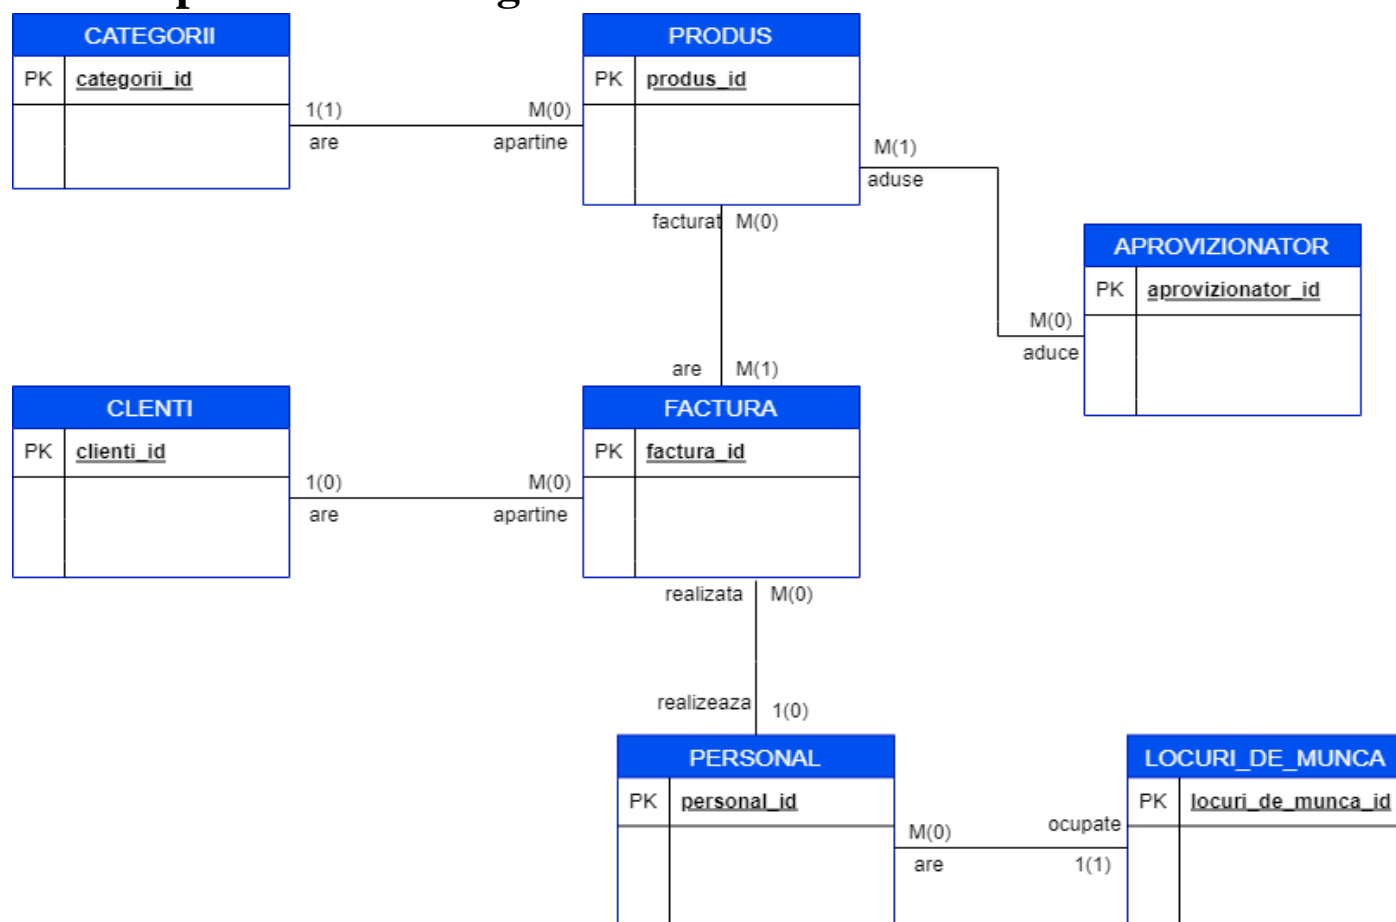 CATEGORII
PK categorii_id
PRODUS
PK produs_id
1(1)
are
M(0)
apartine
M(1)
aduse
facturat M(0)
APROVIZIONATOR
PK aprovizionator_id
M(0)
aduce
are M(1)
CLENTI
PK clienti_id
FACTURA
PK factura_id
1(0)
are
M(0)
apartine
realizata M(0)
realizeaza 1(0)
PERSONAL
PK personal_id
LOCURI_DE_MUNCA
PK locuri_de_munca_id
M(0)
are
ocupate
1(1)